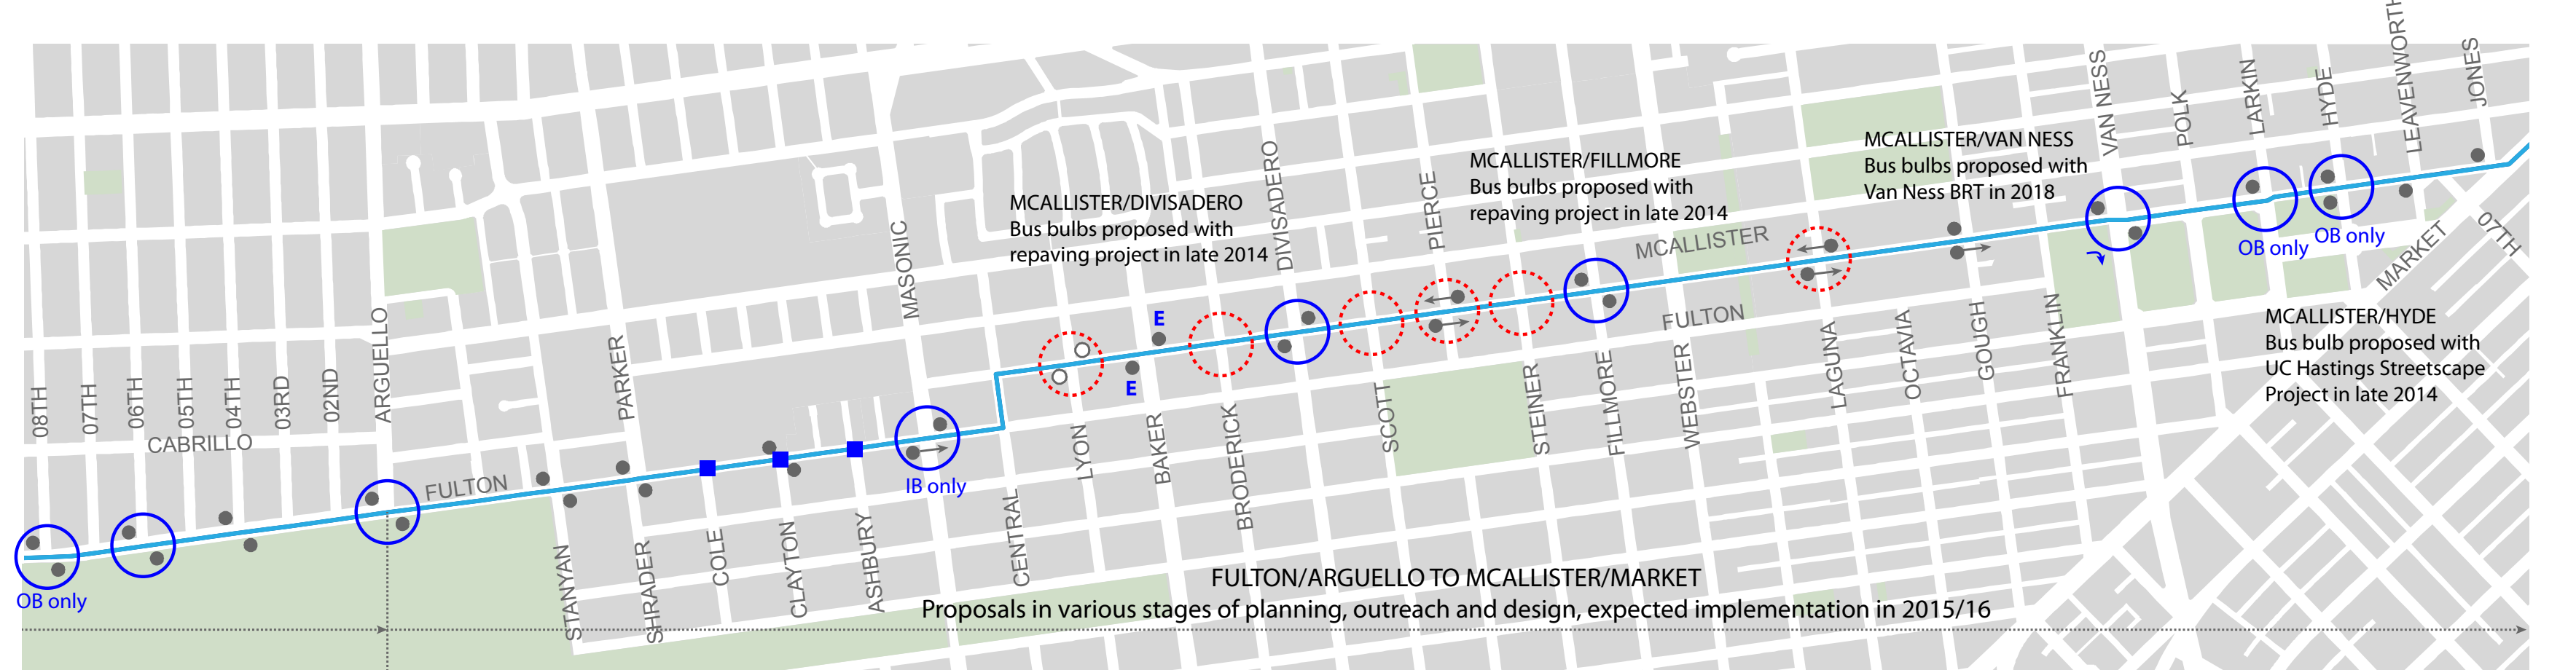 LEAVENWORTH
JONES
VAN NESS
POLK
LARKIN
HYDE
MCALLISTER/VAN NESS
Bus bulbs proposed with
Van Ness BRT in 2018
MCALLISTER/FILLMORE
Bus bulbs proposed with
repaving project in late 2014
MCALLISTER/DIVISADERO
Bus bulbs proposed with
repaving project in late 2014
DIVISADERO
PIERCE
MASONIC
MCALLISTER
OB only
OB only
MARKET
07TH
FULTON
MCALLISTER/HYDE
Bus bulb proposed with
UC Hastings Streetscape
Project in late 2014
E
E
O
O
08TH
07TH
06TH
05TH
04TH
03RD
02ND
ARGUELLO
PARKER
CABRILLO
FULTON
IB only
LYON
BAKER
BRODERICK
SCOTT
STEINER
FILLMORE
WEBSTER
LAGUNA
OCTAVIA
GOUGH
FRANKLIN
OB only
STANYAN
SHRADER
COLE
CLAYTON
ASHBURY
CENTRAL
FULTON/ARGUELLO TO MCALLISTER/MARKET
Proposals in various stages of planning, outreach and design, expected implementation in 2015/16